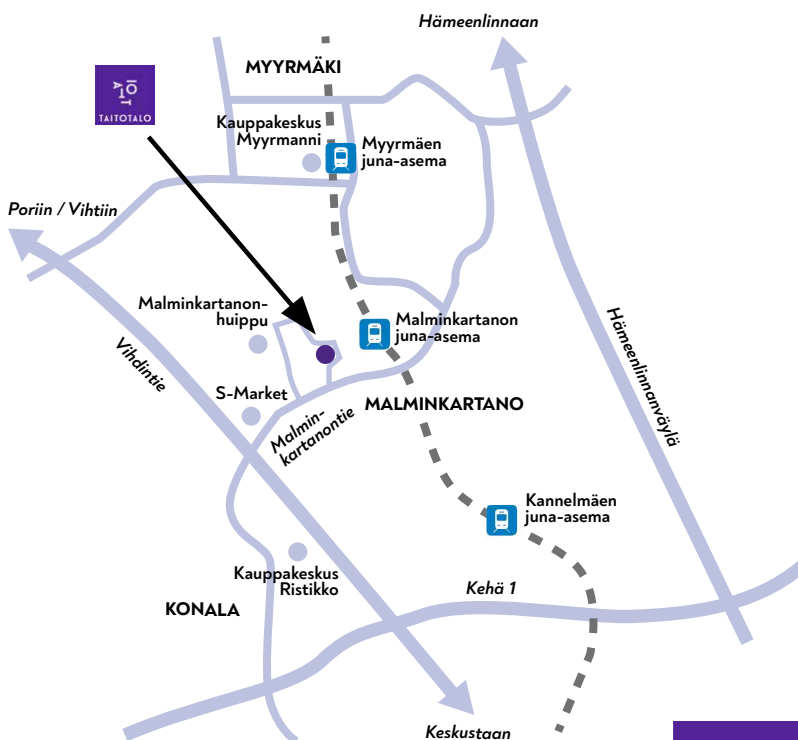 Hämeenlinnaan
MYYRMÄKI
TAITO
TAITOTALO
Kauppakeskus
Myyrmanni
Myyrmäen
juna-asema
Poriin / Vihtiin
Malminkartanon-
huippu
Malminkartanon
juna-asema
Vihdintie
Hämeenlinnanväylä
S-Market
Malmin-
kartanontie
MALMINKARTANO
Kannelmäen
juna-asema
Kauppakeskus
Ristikko
Kehä 1
KONALA
Keskustaan